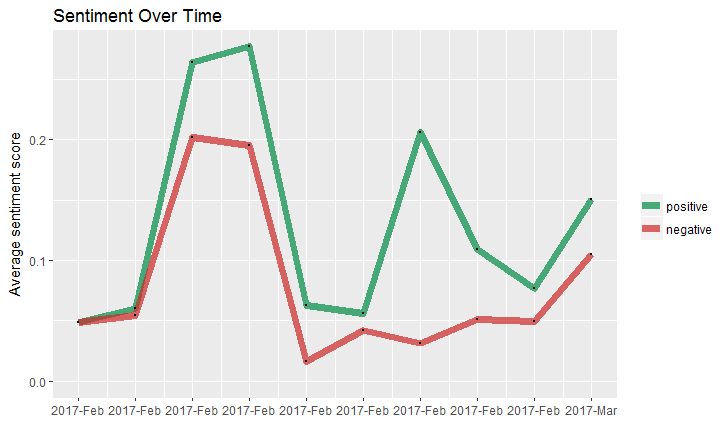 Sentiment Over Time
Average sentiment score
0.2
0.1
0.0
2017-Feb 2017-Feb 2017-Feb 2017-Feb 2017-Feb 2017-Feb 2017-Feb 2017-Feb 2017-Feb 2017-Mar
positive
negative